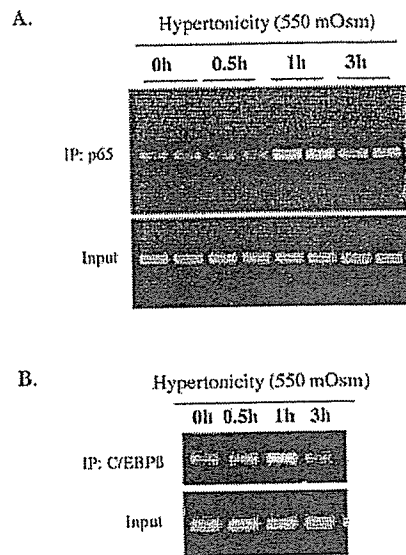 A.
Hypertonicity (550 mOsm)
0h 0.5h 1h 3h
IP: p65
Input
B.
Hypertonicity (550 mOsm)
0h 0.5h 1h 3h
IP: C/EBPß
Input